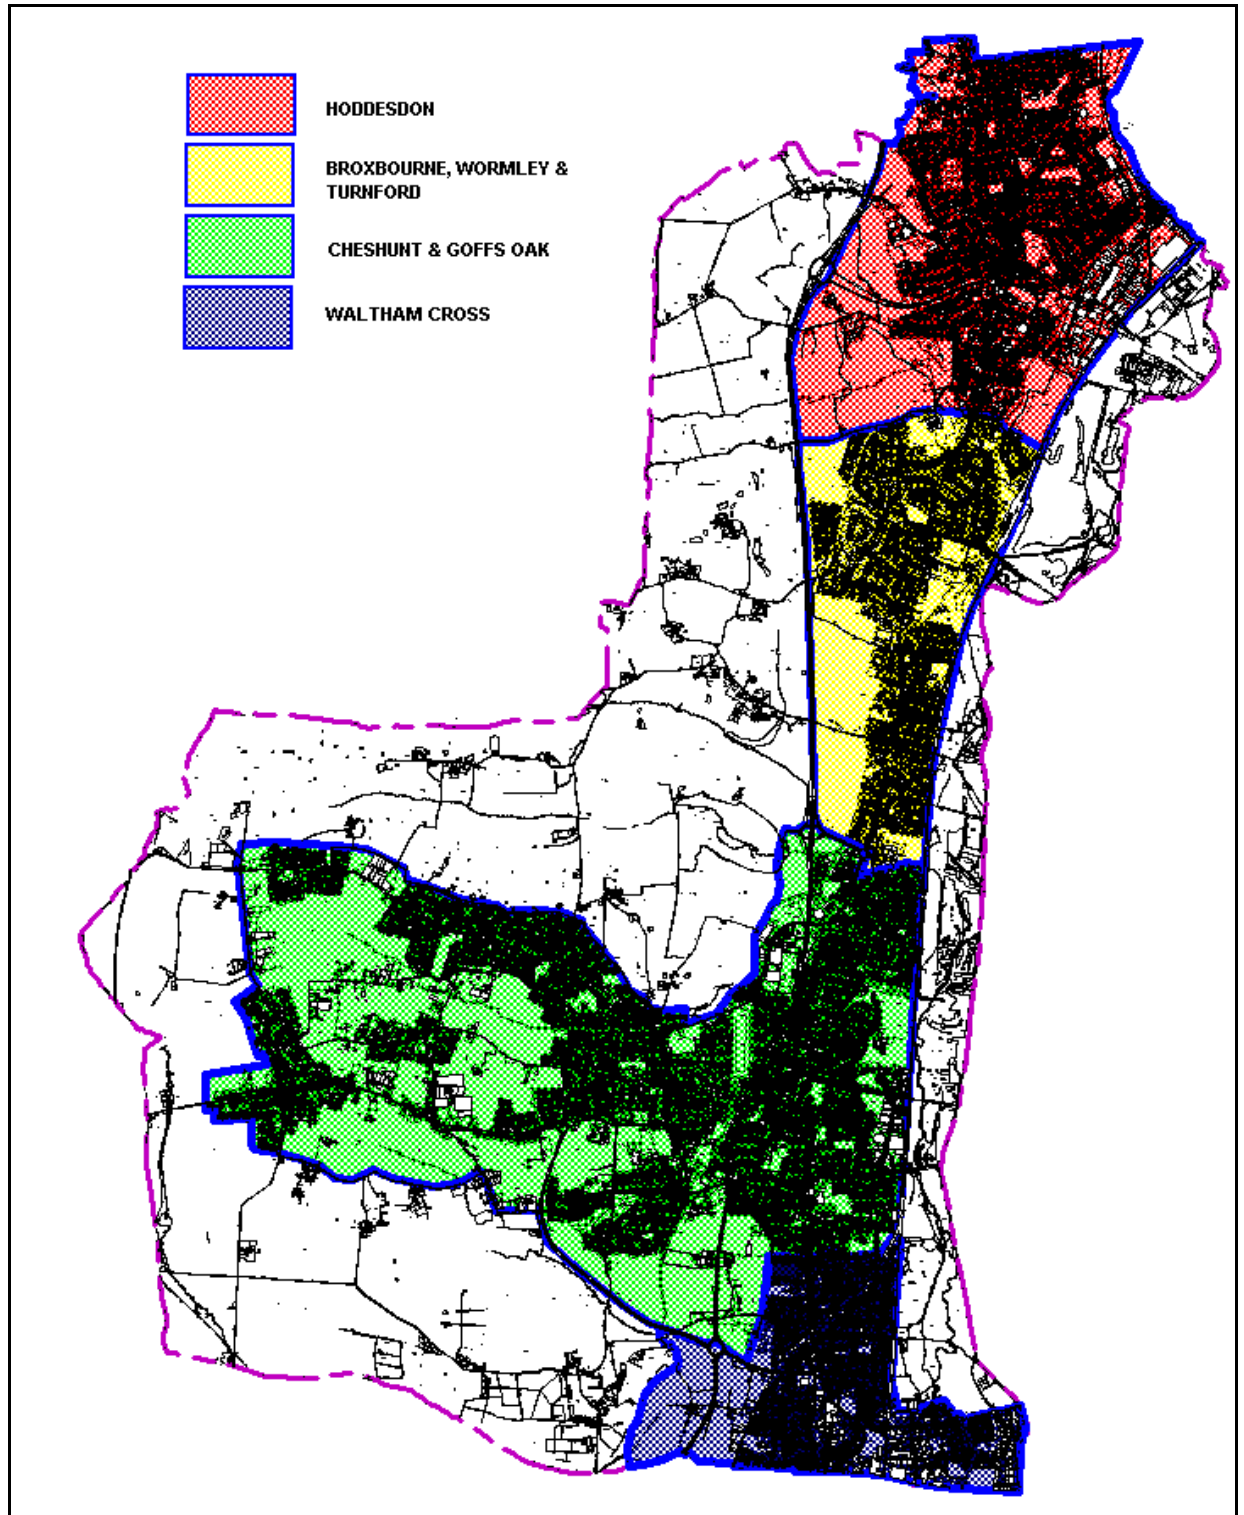 HODDESDON
BROXBOURNE, WORMLEY &
TURNFORD
CHESHUNT & GOFFS OAK
WALTHAM CROSS